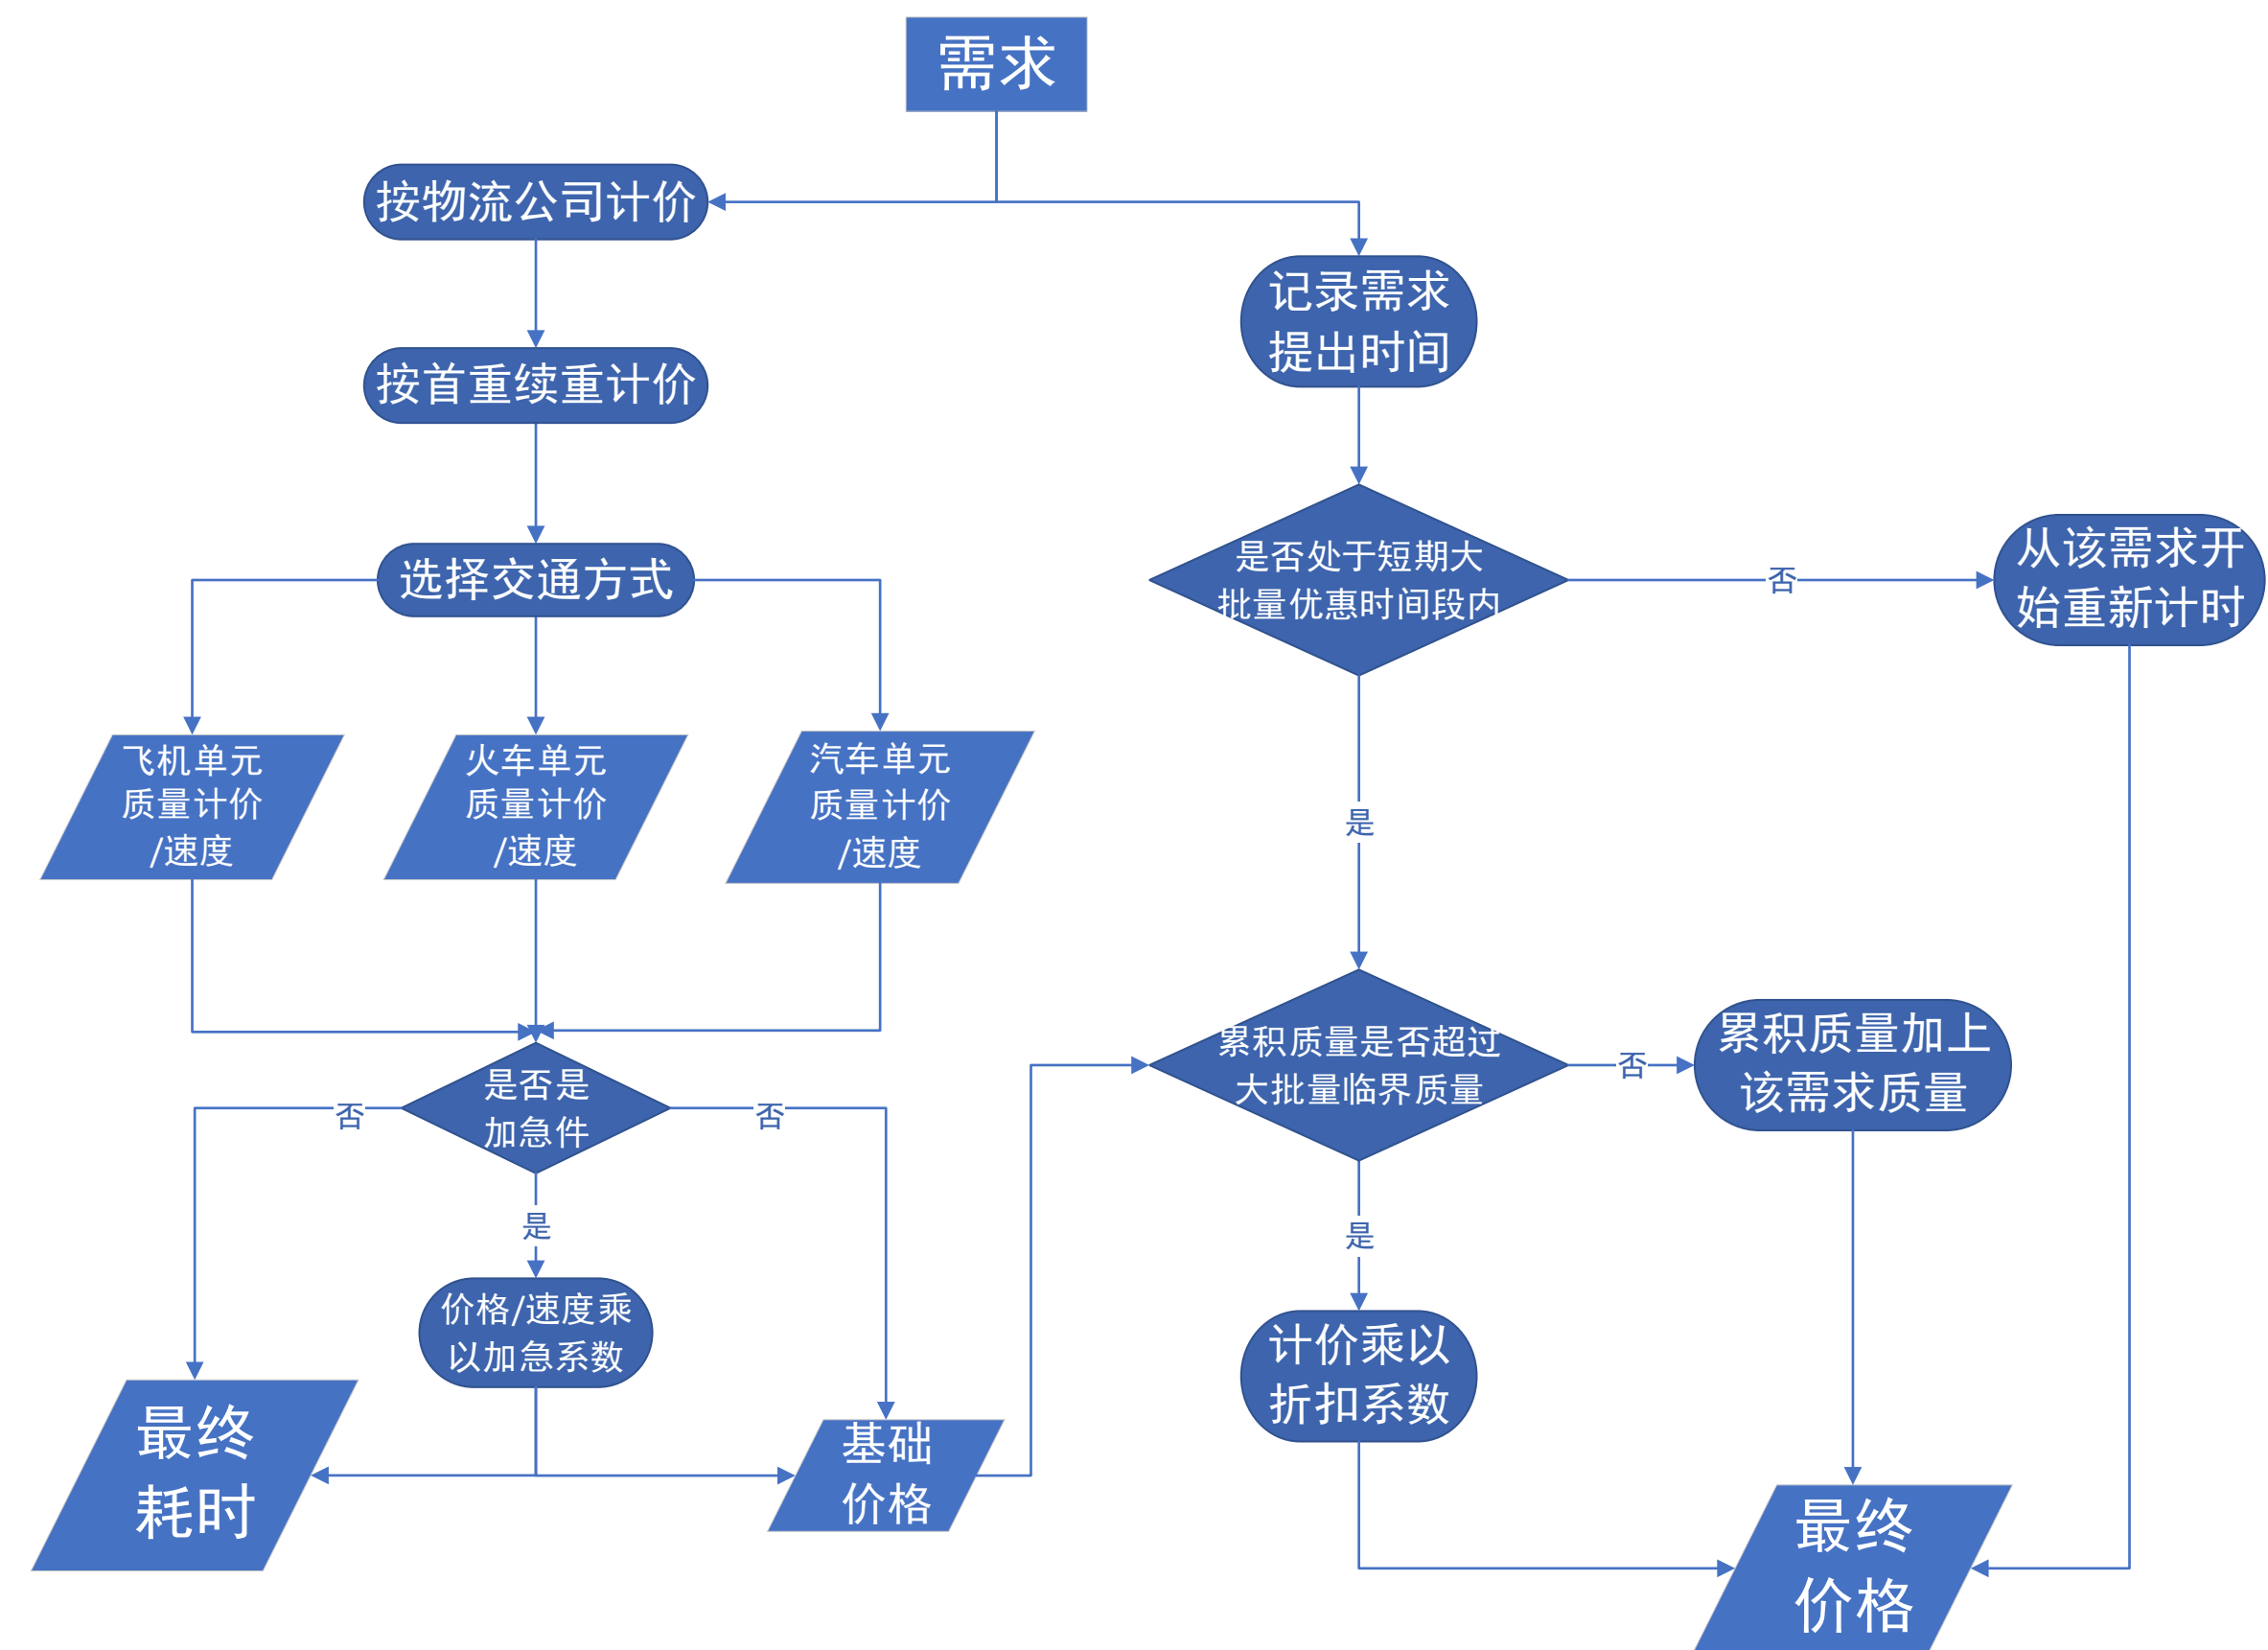 需求
按物流公司计价
记录需求
提出时间
按首重续重计价
是否处于短期大
批量优惠时间段内
否
从该需求开
始重新计时
选择交通方式
飞机单元
质量计价
/速度
火车单元
质量计价
/速度
汽车单元
质量计价
/速度
是
是否是
加急件
否
否
累积质量是否超过
大批量临界质量
否
累积质量加上
该需求质量
是
是
价格/速度乘
以加急系数
计价乘以
折扣系数
最终
耗时
基础
价格
最终
价格